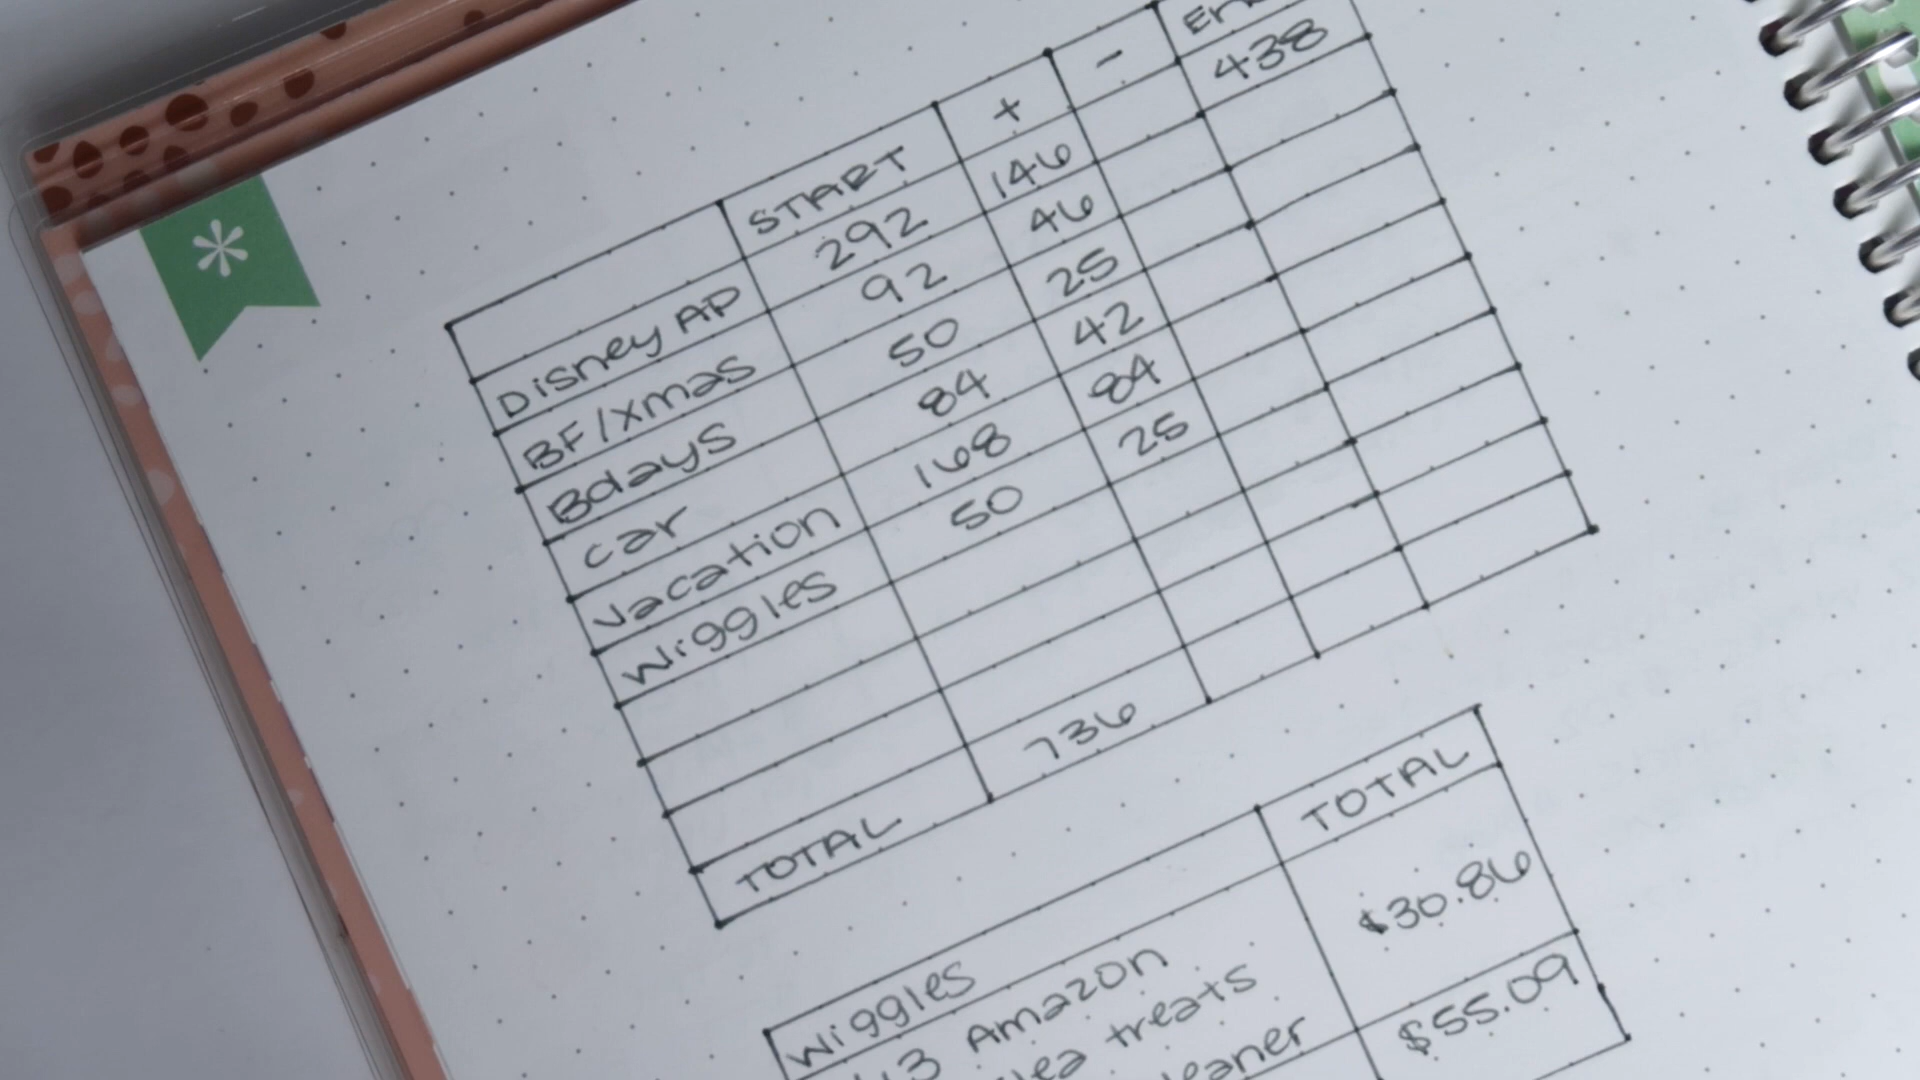 START + -
Disney AP 292 146 438
BF/xmas 92 46
Bdays 50 25
car 84 42
vacation 168 84
Wiggles 50 25
TOTAL 736
Wiggles TOTAL
Amazon $30.86
treats
$55.09